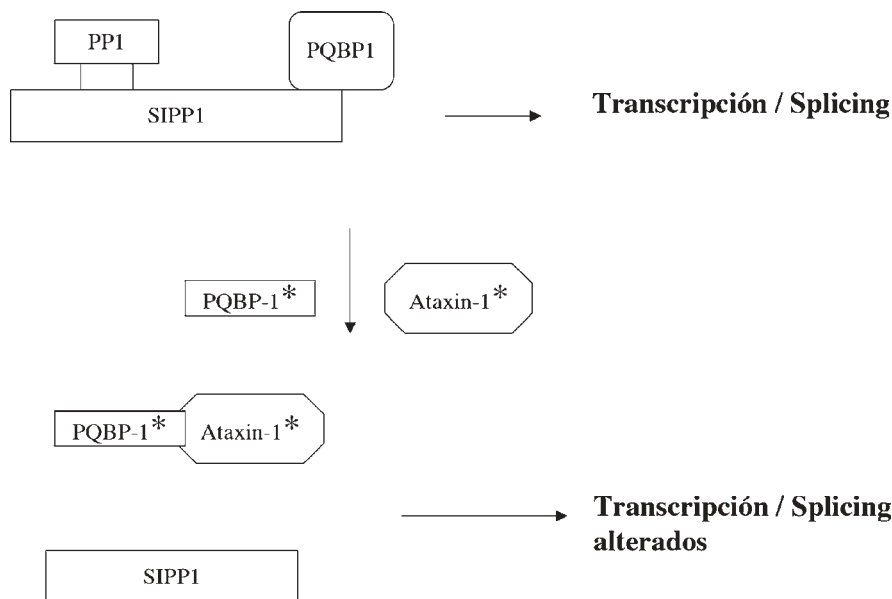 PP1
PQBP1
SIPP1
Transcripción / Splicing
PQBP-1*
Ataxin-1*
PQBP-1*
Ataxin-1*
Transcripción / Splicing
alterados
SIPP1